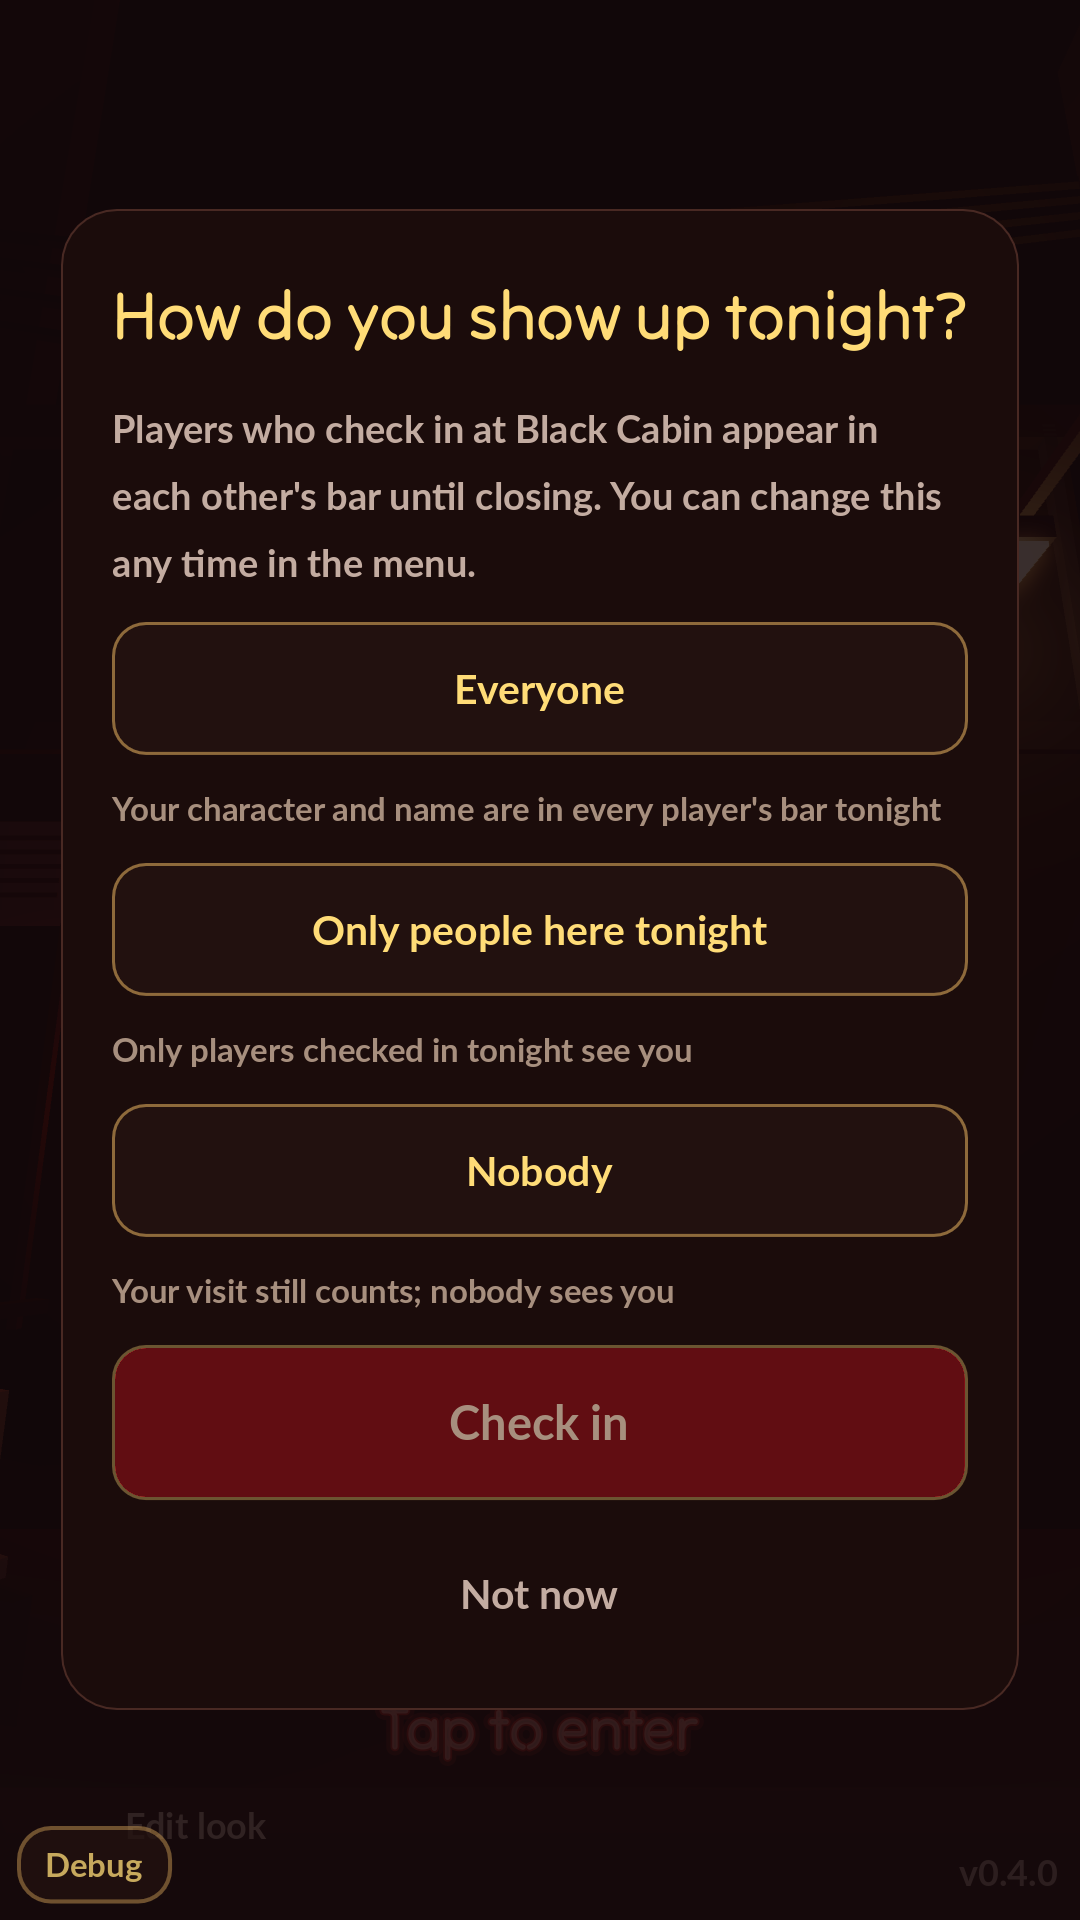 How do you show up tonight?
Players who check in at Black Cabin appear in
each other's bar until closing. You can change this
any time in the menu.
Everyone
Your character and name are in every player's bar tonight
Only people here tonight
Only players checked in tonight see you
Nobody
Your visit still counts; nobody sees you
Check in
Not now
Tap to enter
Edit look
Debug
v0.4.0